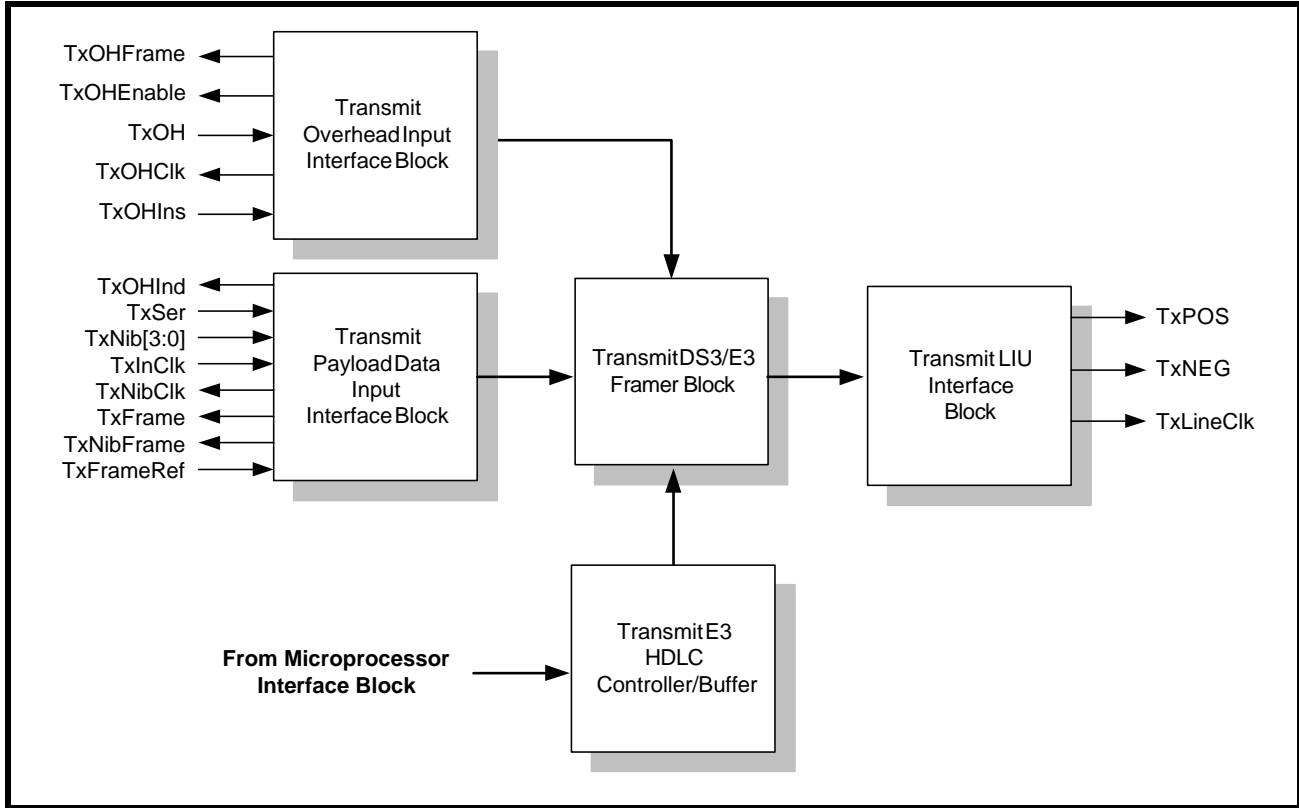 TxOHFrame
TxOHEnable
TxOH
TxOHClk
TxOHIns
Transmit
Overhead Input
Interface Block
TxOHInd
TxSer
TxNib[3:0]
TxInClk
TxNibClk
TxFrame
TxNibFrame
TxFrameRef
Transmit
Payload Data
Input
Interface Block
Transmit DS3/E3
Framer Block
Transmit LIU
Interface
Block
TxPOS
TxNEG
TxLineClk
From Microprocessor
Interface Block
Transmit E3
HDLC
Controller/Buffer